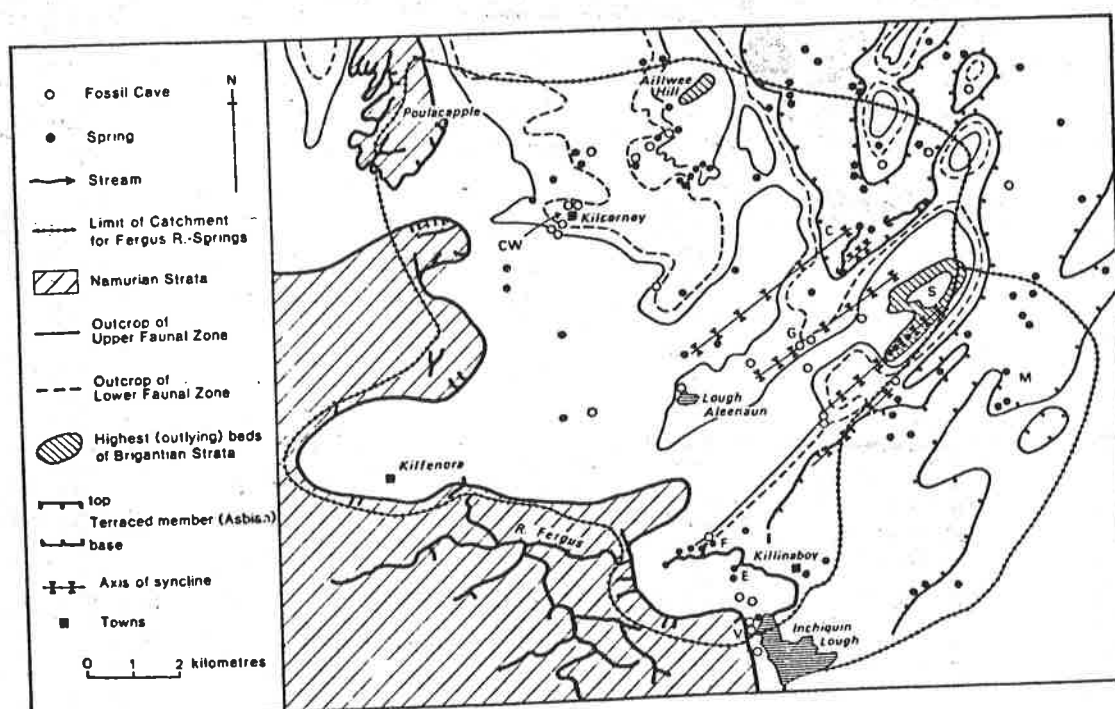 N
Fossil Cave
Spring
Stream
Limit of Catchment
for Fergus R.-Springs
Namurian Strata
Outcrop of
Upper Faunal Zone
Outcrop of
Lower Faunal Zone
Highest (outlying) beds
of Brigantian Strata
top
Terraced member (Asbian)
base
Axis of syncline
Towns
0 1 2 kilometres
Aillwee
Hill
Poulacapple
Kilcorney
CW
C
S
G
M
Lough
Aleenaun
Kilfenora
R. Fergus
F
Killinaboy
E
V
Inchiquin
Lough